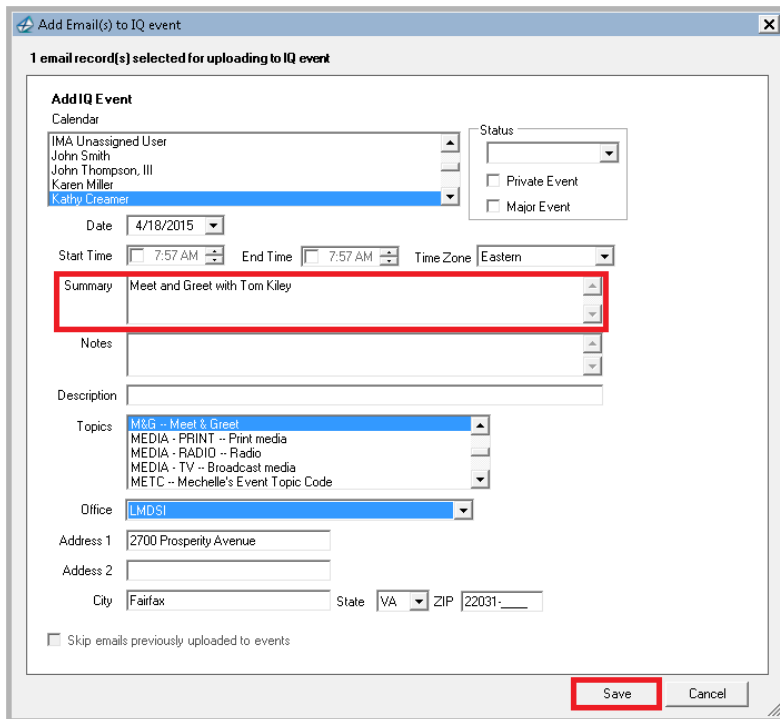 Add Email(s) to IQ event
1 email record(s) selected for uploading to IQ event
Add IQ Event
Calendar
IMA Unassigned User
John Smith
John Thompson, III
Karen Miller
Kathy Creamer
Status
Private Event
Major Event
Date 4/18/2015
Start Time 7:57 AM End Time 7:57 AM Time Zone Eastern
Summary Meet and Greet with Tom Kiley
Notes
Description
Topics M&G -- Meet & Greet
MEDIA - PRINT -- Print media
MEDIA - RADIO -- Radio
MEDIA - TV -- Broadcast media
METC -- Mechelle's Event Topic Code
Office LMDSI
Address 1 2700 Prosperity Avenue
Addess 2
City Fairfax State VA ZIP 22031-____
Skip emails previously uploaded to events
Save Cancel